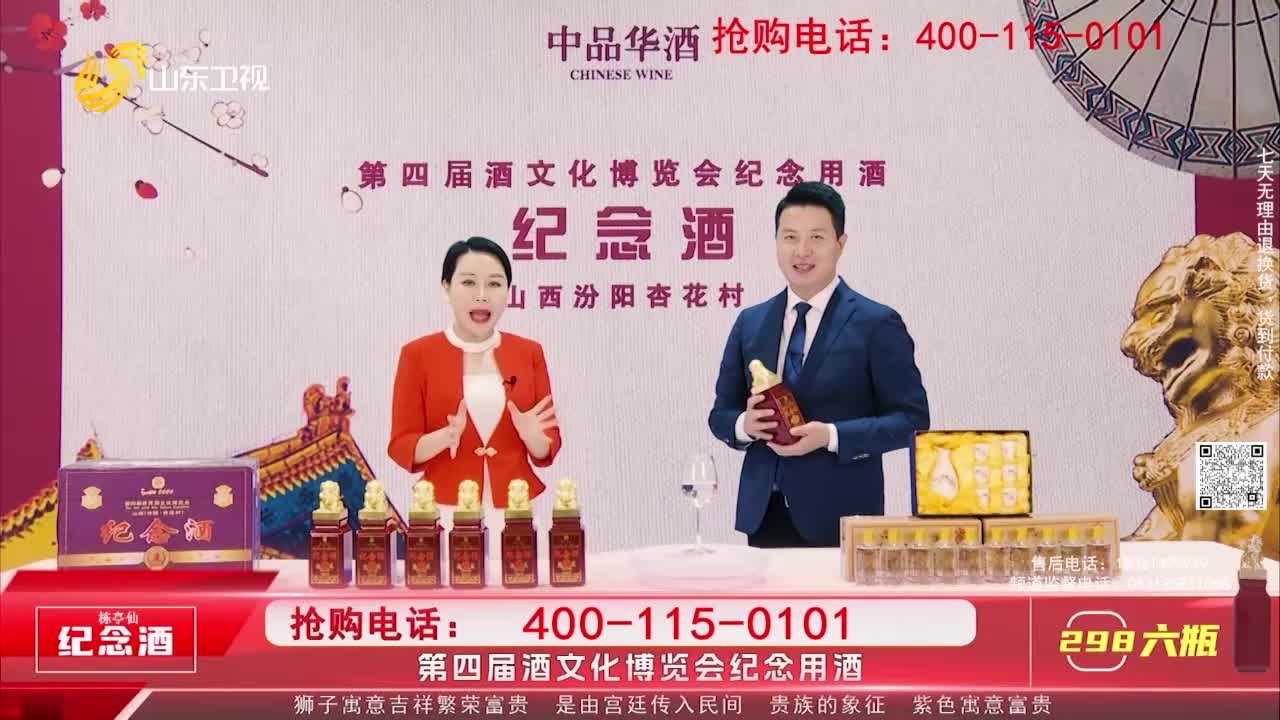 山东卫视
中品华酒
CHINESE WINE
抢购电话：400-115-0101
第四届酒文化博览会纪念用酒
纪念酒
山西汾阳杏花村
七天无理由退换货，货到付款
纪念酒
售后电话：
频道监督电话：
栋亭仙
纪念酒
抢购电话： 400-115-0101
298六瓶
第四届酒文化博览会纪念用酒
狮子寓意吉祥繁荣富贵 是由宫廷传入民间 贵族的象征 紫色寓意富贵